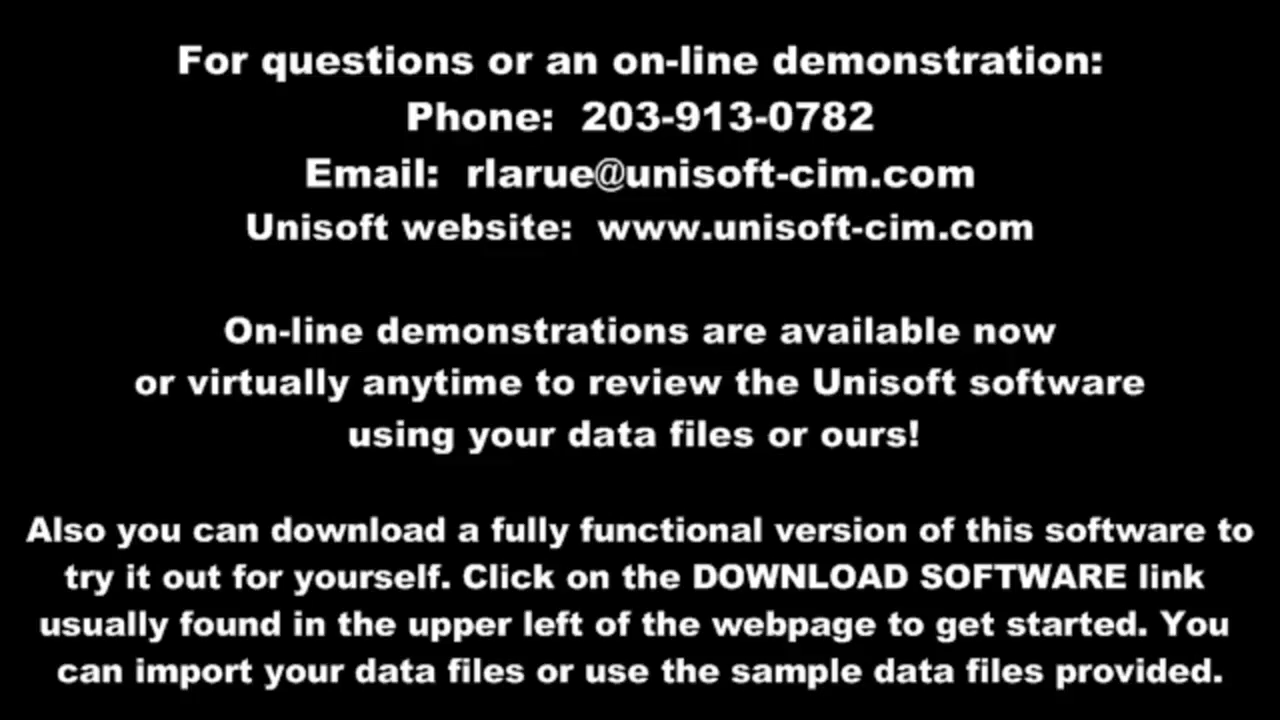 For questions or an on-line demonstration:
Phone: 203-913-0782
Email: rlarue@unisoft-cim.com
Unisoft website: www.unisoft-cim.com
On-line demonstrations are available now
or virtually anytime to review the Unisoft software
using your data files or ours!
Also you can download a fully functional version of this software to
try it out for yourself. Click on the DOWNLOAD SOFTWARE link
usually found in the upper left of the webpage to get started. You
can import your data files or use the sample data files provided.